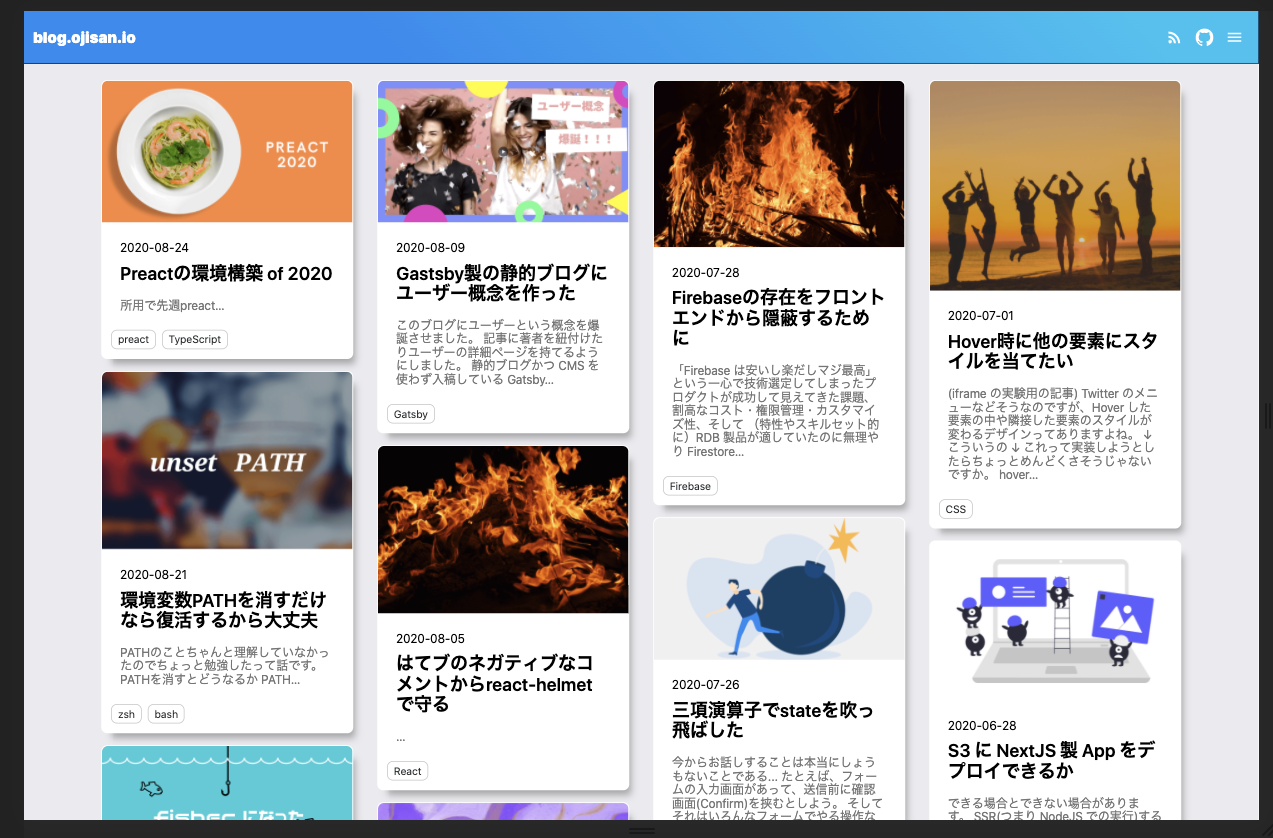 blog.ojisan.io
PREACT
2020
2020-08-24
Preactの環境構築 of 2020
所用で先週preact...
preact
TypeScript
unset PATH
2020-08-21
環境変数PATHを消すだけ
なら復活するから大丈夫
PATHのことちゃんと理解していなかっ
たのでちょっと勉強したって話です。
PATHを消すとどうなるか PATH...
zsh
bash
fisher になった
ユーザー概念
爆誕！！！
2020-08-09
Gastsby製の静的ブログに
ユーザー概念を作った
このブログにユーザーという概念を爆
誕させました。 記事に著者を紐付けた
りユーザーの詳細ページを持てるよう
にしました。 静的ブログかつ CMS を
使わず入稿している Gatsby...
Gatsby
2020-08-05
はてブのネガティブなコ
メントからreact-helmet
で守る
...
React
2020-07-28
Firebaseの存在をフロント
エンドから隠蔽するため
に
「Firebase は安いし楽だしマジ最高」
という一心で技術選定してしまったプ
ロダクトが成功して見えてきた課題、
割高なコスト・権限管理・カスタマイ
ズ性、そして （特性やスキルセット的
に）RDB 製品が適していたのに無理や
り Firestore...
Firebase
2020-07-26
三項演算子でstateを吹っ
飛ばした
今からお話しすることは本当にしょう
もないことである... たとえば、フォー
ムの入力画面があって、送信前に確認
画面(Confirm)を挟むとしよう。 そして
それはいろんなフォームでやる操作な
2020-07-01
Hover時に他の要素にスタ
イルを当てたい
(iframe の実験用の記事) Twitter のメニ
ューなどそうなのですが、Hover した
要素の中や隣接した要素のスタイルが
変わるデザインってありますよね。 ↓
こういうの ↓ これって実装しようとし
たらちょっとめんどくさそうじゃない
ですか。 hover...
CSS
2020-06-28
S3 に NextJS 製 App をデ
プロイできるか
できる場合とできない場合がありま
す。 SSR(つまり NodeJS での実行)する